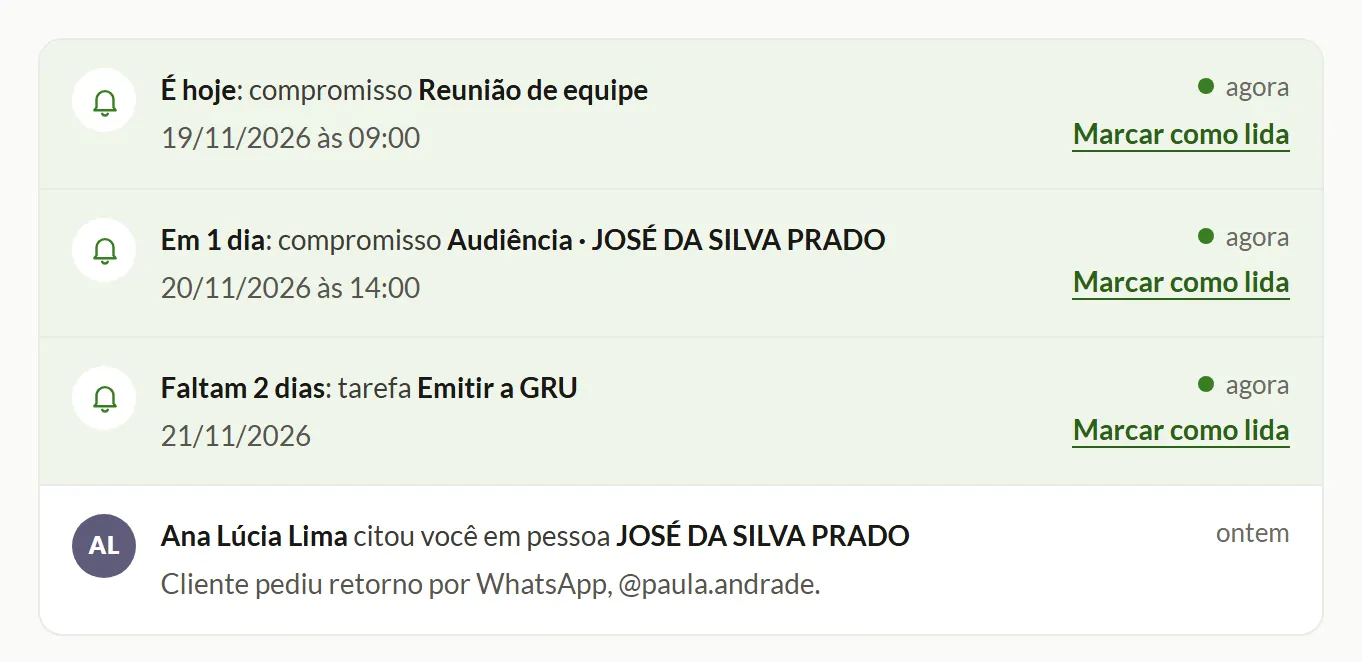 É hoje: compromisso Reunião de equipe
agora
19/11/2026 às 09:00
Marcar como lida
Em 1 dia: compromisso Audiência · JOSÉ DA SILVA PRADO
agora
20/11/2026 às 14:00
Marcar como lida
Faltam 2 dias: tarefa Emitir a GRU
agora
21/11/2026
Marcar como lida
AL
Ana Lúcia Lima citou você em pessoa JOSÉ DA SILVA PRADO
ontem
Cliente pediu retorno por WhatsApp, @paula.andrade.